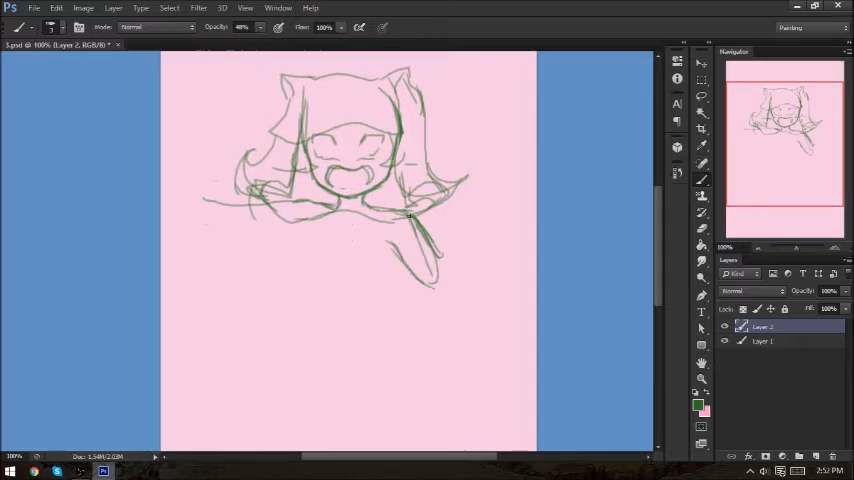 Ps File Edit Image Layer Type Select Filter 3D View Window Help
3 Mode: Normal Opacity: 48% Flow: 100% Painting
3.psd @ 100% (Layer 2, RGB/8) * ×
Navigator
100%
Layers
Kind
Normal Opacity: 100%
Lock: Fill: 100%
Layer 2
Layer 1
100% Doc: 1.54M/2.03M
2:52 PM